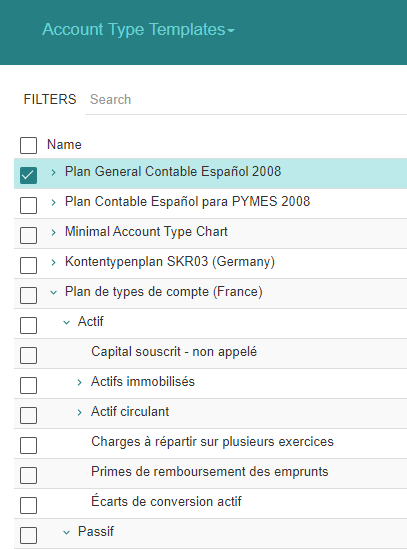 Account Type Templates
FILTERS Search
Name
Plan General Contable Español 2008
Plan Contable Español para PYMES 2008
Minimal Account Type Chart
Kontentypenplan SKR03 (Germany)
Plan de types de compte (France)
Actif
Capital souscrit - non appelé
Actifs immobilisés
Actif circulant
Charges à répartir sur plusieurs exercices
Primes de remboursement des emprunts
Écarts de conversion actif
Passif